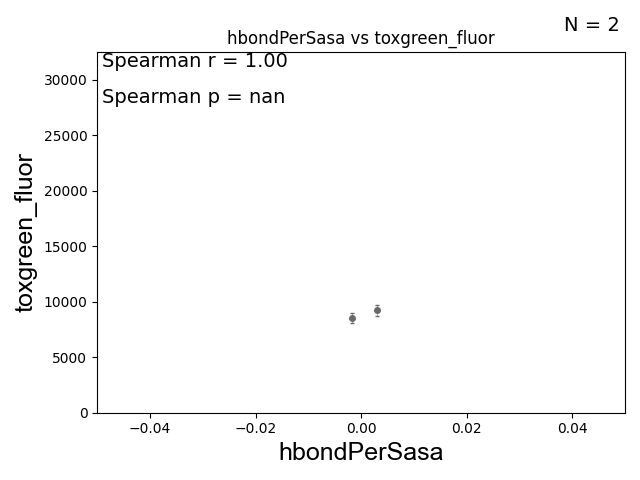 N = 2
hbondPerSasa vs toxgreen_fluor
Spearman r = 1.00
Spearman p = nan
30000
25000
20000
15000
10000
5000
0
toxgreen_fluor
−0.04 −0.02 0.00 0.02 0.04
hbondPerSasa